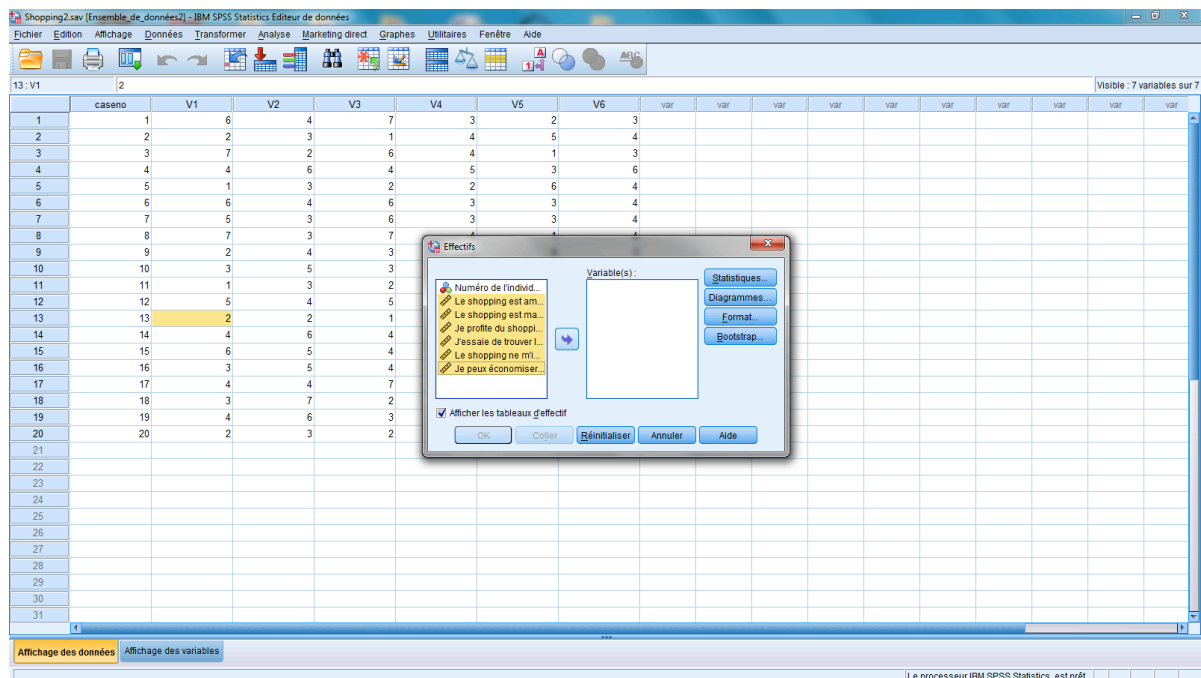 Shopping2.sav [Ensemble_de_données2] - IBM SPSS Statistics Editeur de données
Fichier Edition Affichage Données Transformer Analyse Marketing direct Graphes Utilitaires Fenêtre Aide
13 : V1 2 Visible : 7 variables sur 7
caseno V1 V2 V3 V4 V5 V6 var var var var var var var var var
1 1 6 4 7 3 2 3
2 2 2 3 1 4 5 4
3 3 7 2 6 4 1 3
4 4 4 6 4 5 3 6
5 5 1 3 2 2 6 4
6 6 6 4 6 3 3 4
7 7 5 3 6 3 3 4
8 8 7 3 7
9 9 2 4 3
10 10 3 5 3
11 11 1 3 2
12 12 5 4 5
13 13 2 2 1
14 14 4 6 4
15 15 6 5 4
16 16 3 5 4
17 17 4 4 7
18 18 3 7 2
19 19 4 6 3
20 20 2 3 2
21
22
23
24
25
26
27
28
29
30
31
Effectifs
Variable(s) :
Numéro de l'individ...
Le shopping est am...
Le shopping est ma...
Je profite du shoppi...
J'essaie de trouver l...
Le shopping ne m'i...
Je peux économiser...
Statistiques...
Diagrammes...
Format...
Bootstrap...
Afficher les tableaux d'effectif
OK Coller Réinitialiser Annuler Aide
Affichage des données Affichage des variables
Le processeur IBM SPSS Statistics est prêt